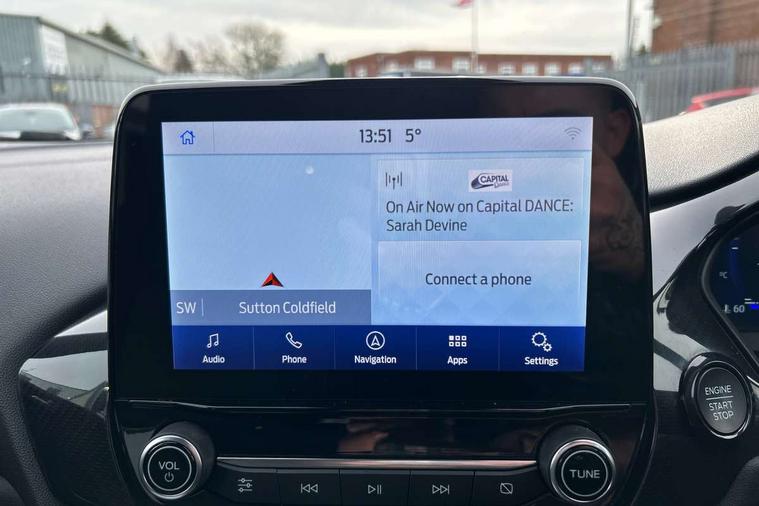 13:51 5°
CAPITAL
Dance
On Air Now on Capital DANCE:
Sarah Devine
Connect a phone
SW Sutton Coldfield
Audio Phone Navigation Apps Settings
°C
60
ENGINE
START
STOP
VOL
TUNE